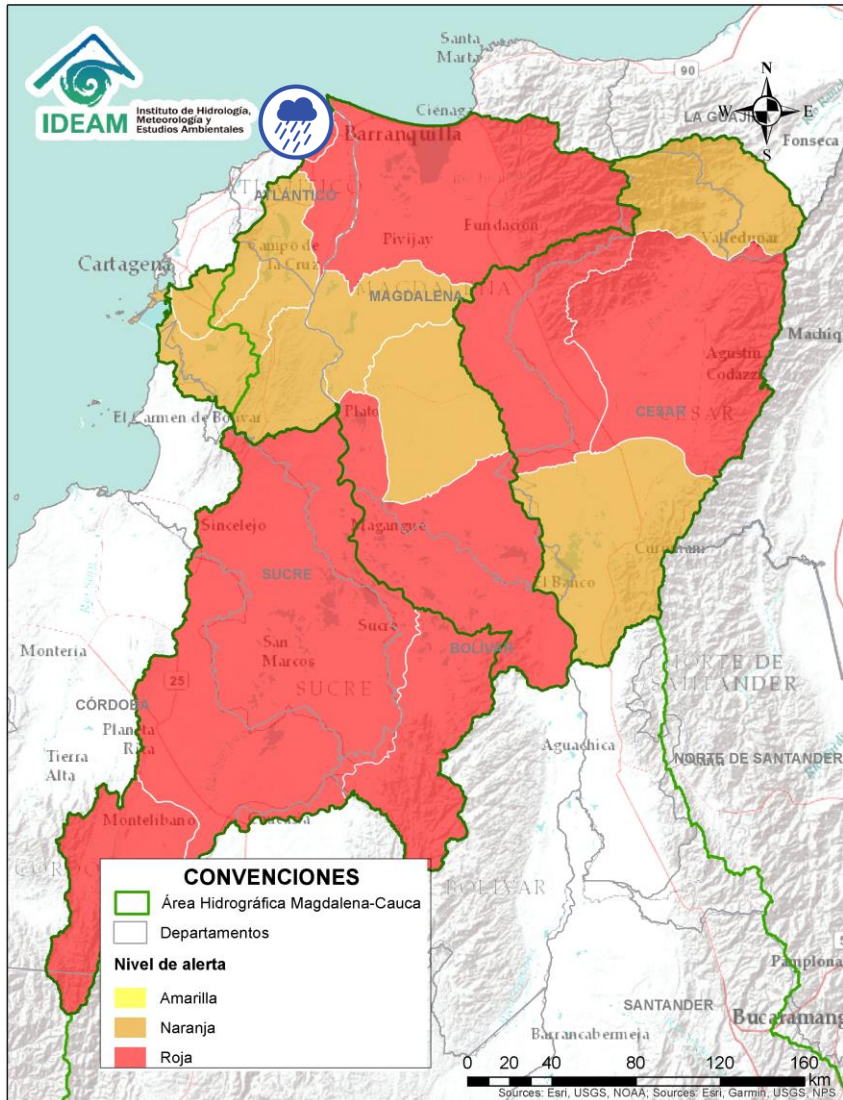 IDEAM
Instituto de Hidrología,
Meteorología y
Estudios Ambientales
Santa
Marta
90
N
W
E
S
LA GUAJI
Fonseca
Ciénaga
Barranquilla
ATLÁNTICO
Fundación
Pivijay
Valledupar
Campo de
la Cruz
Cartagena
MAGDALENA
Machiq
Agustín
Codazzi
CESAR
CESAR
Plato
El Carmen de Bolívar
Sincelejo
Magangué
Curumaní
El Banco
SUCRE
Sucre
San
Marcos
BOLÍVAR
Montería
SUCRE
25
NORTE DE
SANTANDER
CÓRDOBA
Planeta
Rica
Aguachica
NORTE DE SANTANDER
Tierra
Alta
Montelíbano
Caucasia
BOLÍVAR
Pamplona
SANTANDER
Bucaramang
Barrancabermeja
CONVENCIONES
Área Hidrográfica Magdalena-Cauca
Departamentos
Nivel de alerta
Amarilla
Naranja
Roja
0 20 40 80 120 160
km
Sources: Esri, USGS, NOAA; Sources: Esri, Garmin, USGS, NPS